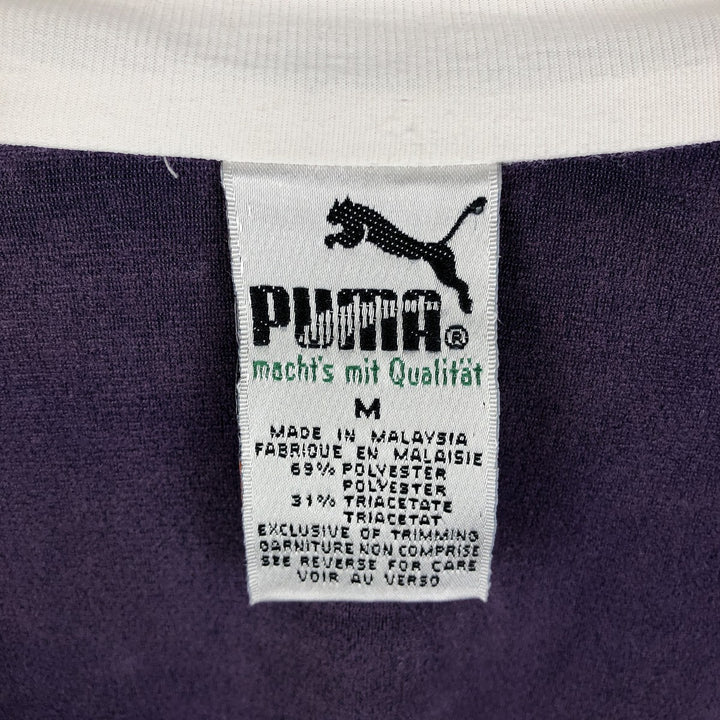 PUMA®
macht's mit Qualität
M
MADE IN MALAYSIA
FABRIQUE EN MALAISIE
69% POLYESTER
POLYESTER
31% TRIACETATE
TRIACETAT
EXCLUSIVE OF TRIMMING
GARNITURE NON COMPRISE
SEE REVERSE FOR CARE
VOIR AU VERSO